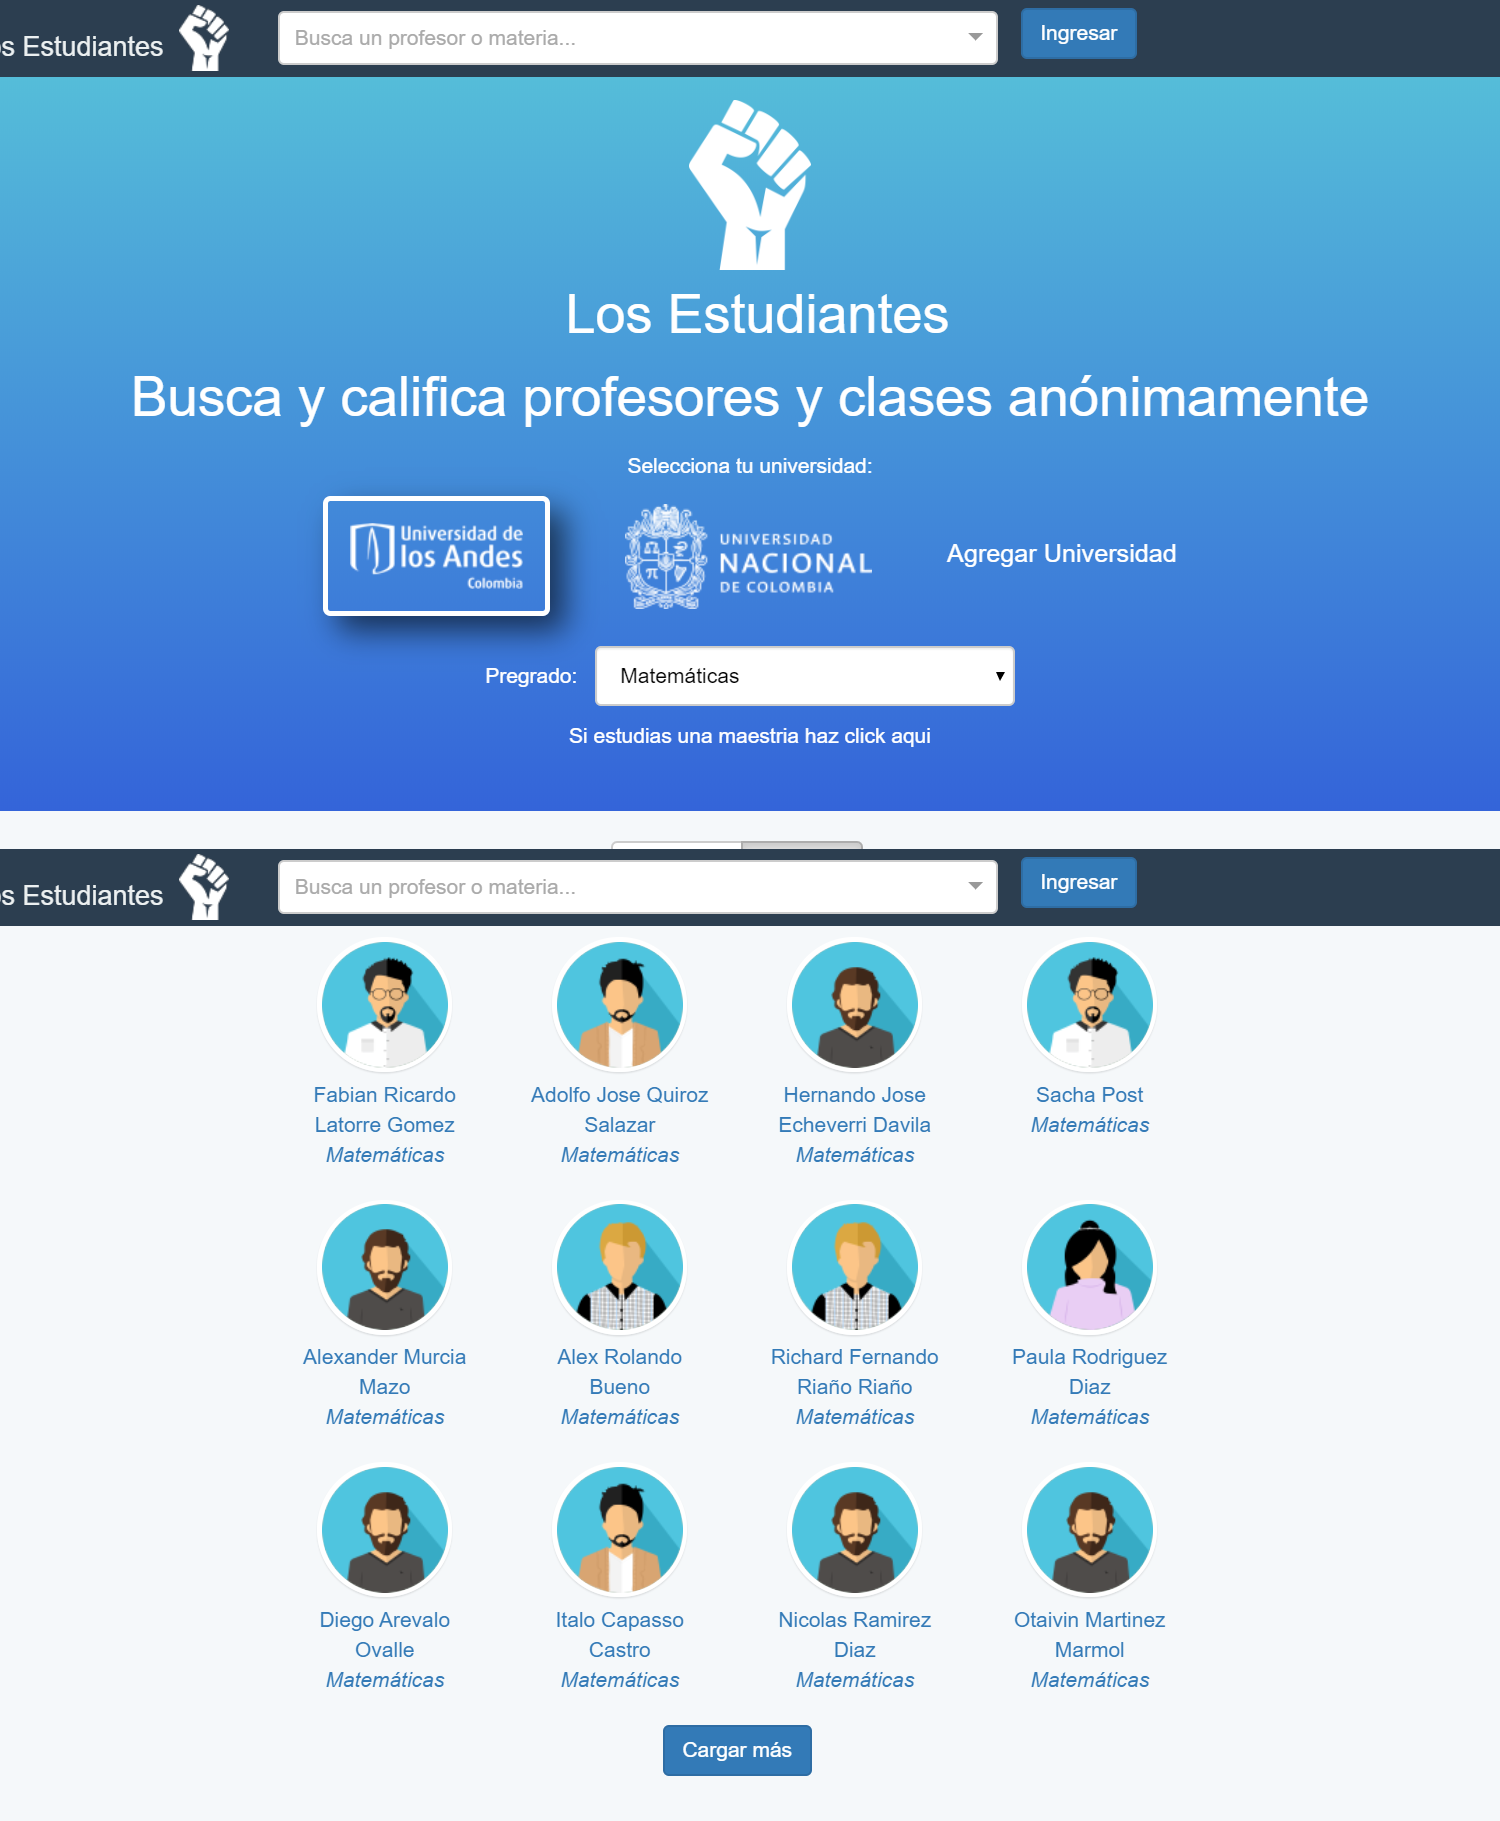 s Estudiantes
Busca un profesor o materia...
Ingresar
Los Estudiantes
Busca y califica profesores y clases anónimamente
Selecciona tu universidad:
Universidad de
los Andes
Colombia
UNIVERSIDAD
NACIONAL
DE COLOMBIA
Agregar Universidad
Pregrado:
Matemáticas
Si estudias una maestria haz click aqui
s Estudiantes
Busca un profesor o materia...
Ingresar
Fabian Ricardo
Latorre Gomez
Matemáticas
Adolfo Jose Quiroz
Salazar
Matemáticas
Hernando Jose
Echeverri Davila
Matemáticas
Sacha Post
Matemáticas
Alexander Murcia
Mazo
Matemáticas
Alex Rolando
Bueno
Matemáticas
Richard Fernando
Riaño Riaño
Matemáticas
Paula Rodriguez
Diaz
Matemáticas
Diego Arevalo
Ovalle
Matemáticas
Italo Capasso
Castro
Matemáticas
Nicolas Ramirez
Diaz
Matemáticas
Otaivin Martinez
Marmol
Matemáticas
Cargar más